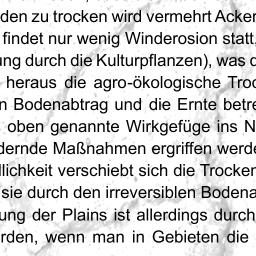 den zu trocken wird vermehrt Acker
findet nur wenig Winderosion statt,
ung durch die Kulturpflanzen), was d
heraus die agro-ökologische Troc
n Bodenabtrag und die Ernte betre
oben genannte Wirkgefüge ins N
dernde Maßnahmen ergriffen werde
llichkeit verschiebt sich die Trocken
sie durch den irreversiblen Bodena
ung der Plains ist allerdings durch
rden, wenn man in Gebieten die